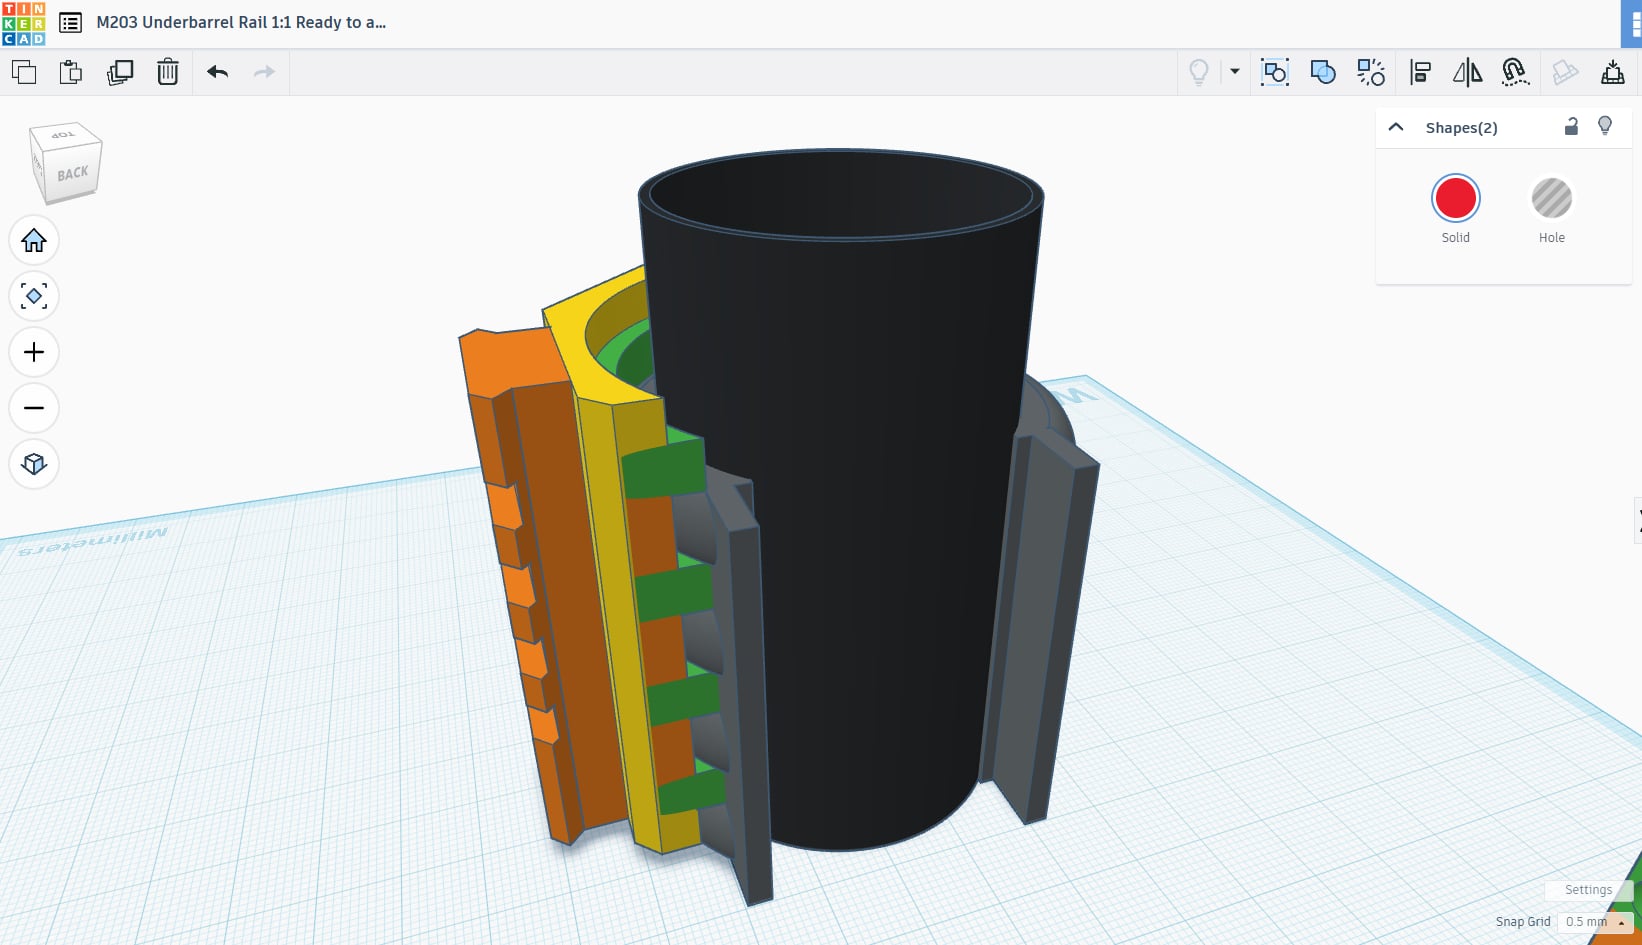 TIN
KER
CAD
M203 Underbarrel Rail 1:1 Ready to a...
Shapes(2)
TOP
BACK
Solid
Hole
Millimeters
Settings
Snap Grid 0.5 mm